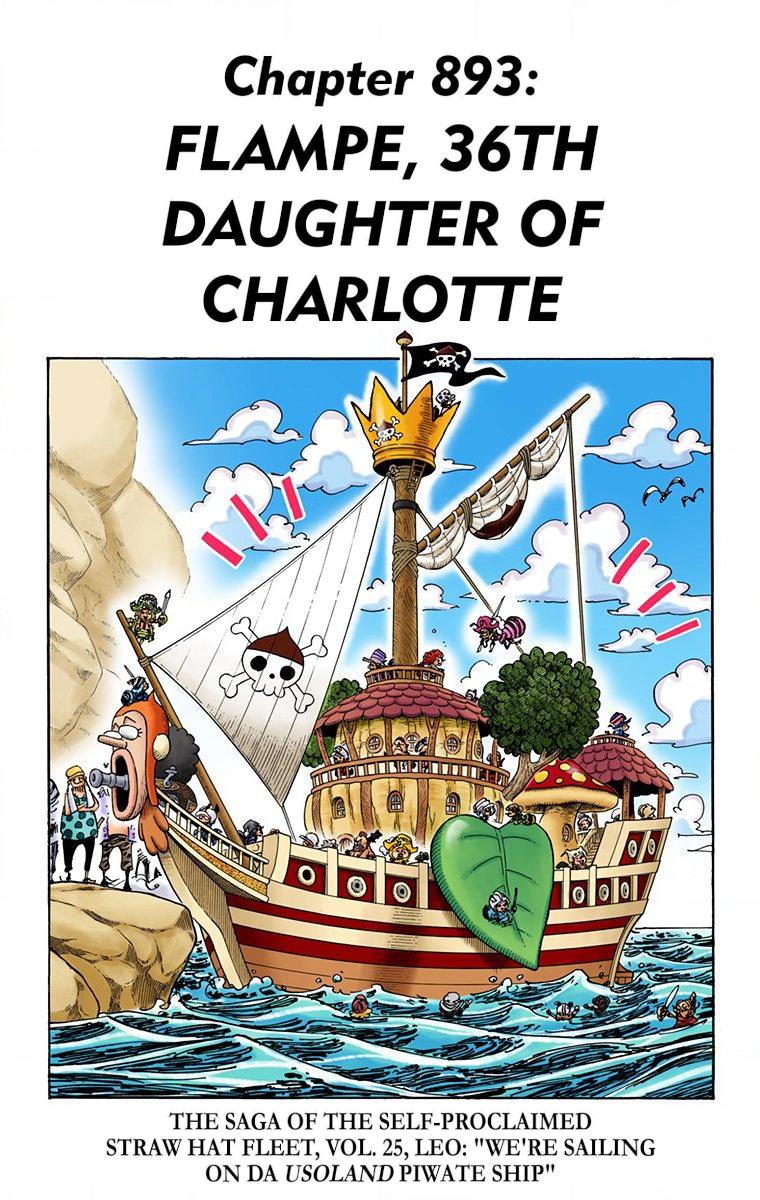 Chapter 893:
FLAMPE, 36TH
DAUGHTER OF
CHARLOTTE
THE SAGA OF THE SELF-PROCLAIMED
STRAW HAT FLEET, VOL. 25, LEO: "WE'RE SAILING
ON DA USOLAND PIWATE SHIP"